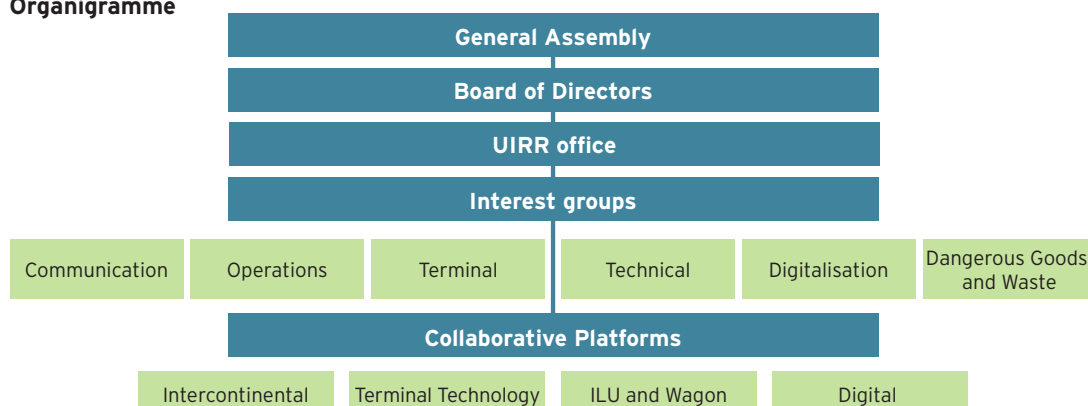 Organigramme
General Assembly
Board of Directors
UIRR office
Interest groups
Communication
Operations
Terminal
Technical
Digitalisation
Dangerous Goods
and Waste
Collaborative Platforms
Intercontinental
Terminal Technology
ILU and Wagon
Digital